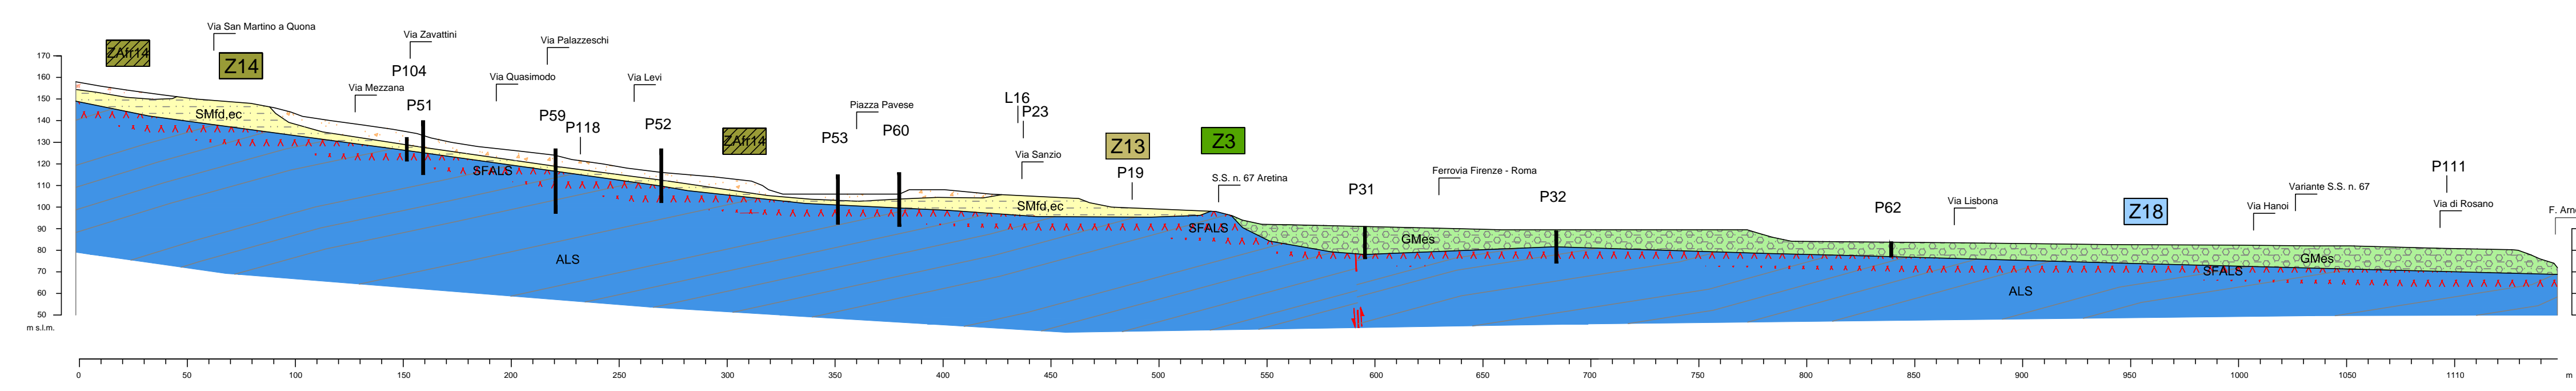 Via San Martino a Quona
Via Zavattini
Via Palazzeschi
ZAfr14
Z14
P104
Via Quasimodo
Via Levi
Via Mezzana
P51
P59
P118
P52
ZAfr14
Piazza Pavese
P53
P60
L16
P23
Via Sanzio
Z13
P19
Z3
S.S. n. 67 Aretina
P31
Ferrovia Firenze - Roma
P32
P62
Via Lisbona
Z18
Via Hanoi
Variante S.S. n. 67
P111
Via di Rosano
F. Arn
170
160
150
140
130
120
110
100
90
80
70
60
50
m s.l.m.
SMfd,ec
SFALS
ALS
SMfd,ec
SFALS
GMes
SFALS
GMes
ALS
0 50 100 150 200 250 300 350 400 450 500 550 600 650 700 750 800 850 900 950 1000 1050 1110 m